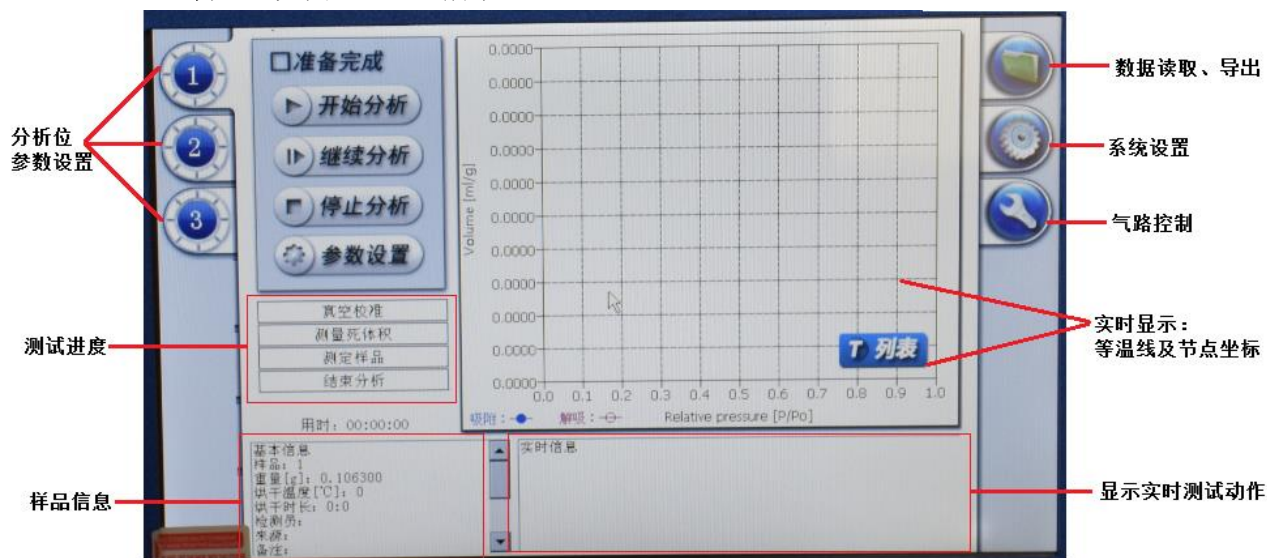 1
2
3
分析位
参数设置
准备完成
开始分析
继续分析
停止分析
参数设置
测试进度
真空校准
测量死体积
测定样品
结束分析
用时: 00:00:00
样品信息
基本信息
样品: 1
重量[g]: 0.106300
烘干温度[℃]: 0
烘干时长: 0:0
检测员:
来源:
备注:
Volume [ml/g]
0.0000
0.0000
0.0000
0.0000
0.0000
0.0000
0.0000
0.0000
0.0000
0.0000
0.0000
0.0 0.1 0.2 0.3 0.4 0.5 0.6 0.7 0.8 0.9 1.0
吸附: 解吸: Relative pressure [P/Po]
T 列表
实时信息
数据读取、导出
系统设置
气路控制
实时显示：
等温线及节点坐标
显示实时测试动作